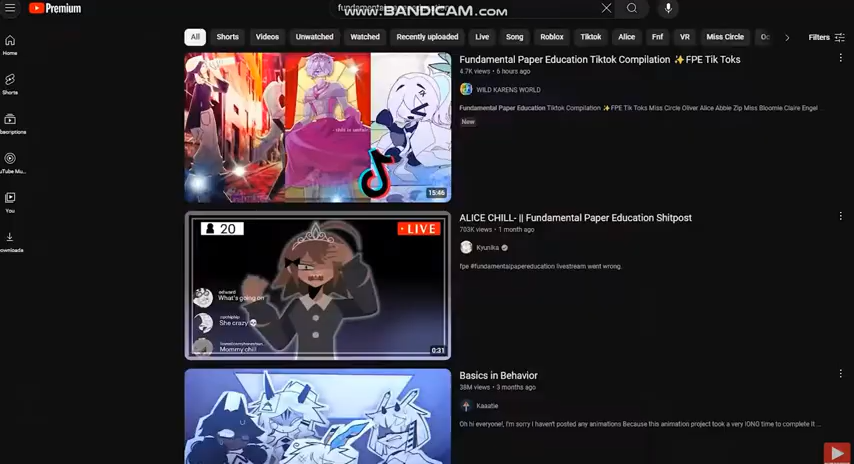 Premium
www.BANDICAM.com
All
Shorts
Videos
Unwatched
Watched
Recently uploaded
Live
Song
Roblox
Tiktok
Alice
Fnf
VR
Miss Circle
Filters
Home
Shorts
You
Fundamental Paper Education Tiktok Compilation ✨FPE Tik Toks
4.7K views • 6 hours ago
WILD KARENS WORLD
Fundamental Paper Education Tiktok Compilation ✨FPE Tik Toks Miss Circle Oliver Alice Abbie Zip Miss Bloomie Claire Engel
New
15:46
20
LIVE
What's going on
She crazy💀
Mommy chill
0:31
ALICE CHILL- || Fundamental Paper Education Shitpost
703K views • 1 month ago
Kyunika
fpe #fundamentalpapereducation livestream went wrong.
Basics in Behavior
38M views • 3 months ago
Kaaatie
Oh hi everyone!, I'm sorry I haven't posted any animations Because this animation project took a very lONG time to complete It ...